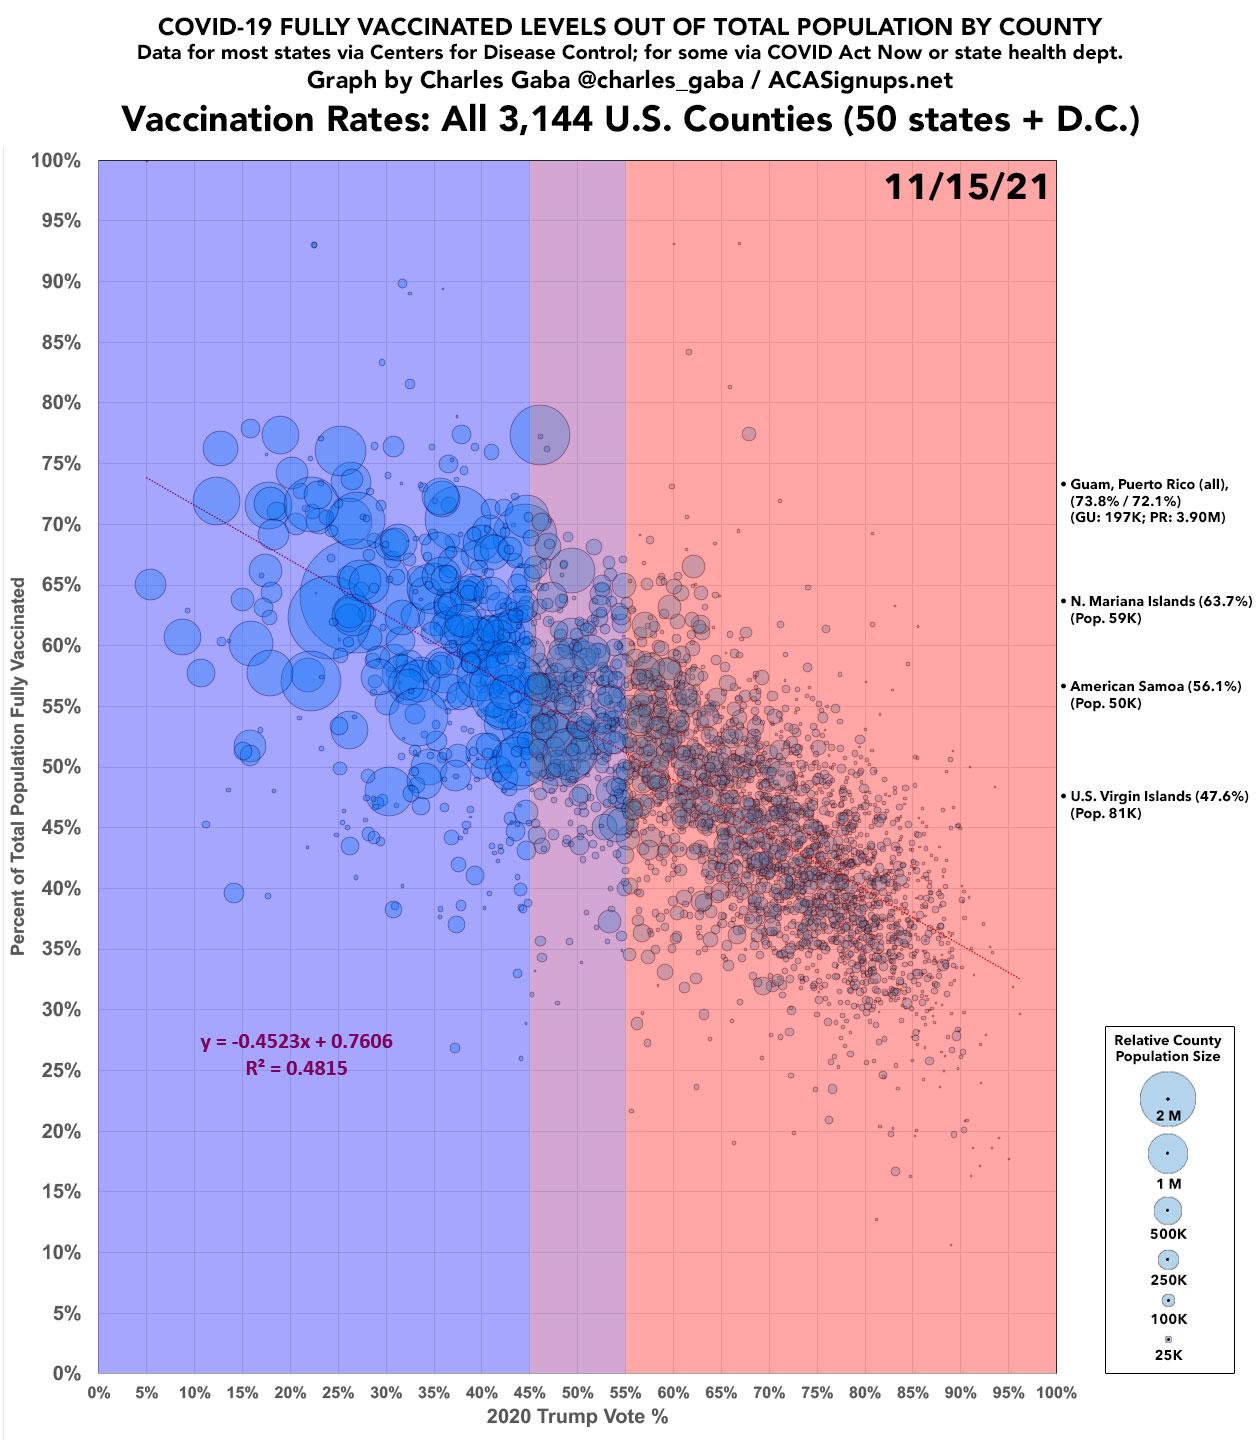 COVID-19 FULLY VACCINATED LEVELS OUT OF TOTAL POPULATION BY COUNTY
Data for most states via Centers for Disease Control; for some via COVID Act Now or state health dept.
Graph by Charles Gaba @charles_gaba / ACASignups.net
Vaccination Rates: All 3,144 U.S. Counties (50 states + D.C.)
11/15/21
Percent of Total Population Fully Vaccinated
100%
95%
90%
85%
80%
75%
70%
65%
60%
55%
50%
45%
40%
35%
30%
25%
20%
15%
10%
5%
0%
y = -0.4523x + 0.7606
R² = 0.4815
• Guam, Puerto Rico (all),
(73.8% / 72.1%)
(GU: 197K; PR: 3.90M)
• N. Mariana Islands (63.7%)
(Pop. 59K)
• American Samoa (56.1%)
(Pop. 50K)
• U.S. Virgin Islands (47.6%)
(Pop. 81K)
Relative County
Population Size
2 M
1 M
500K
250K
100K
25K
0% 5% 10% 15% 20% 25% 30% 35% 40% 45% 50% 55% 60% 65% 70% 75% 80% 85% 90% 95% 100%
2020 Trump Vote %